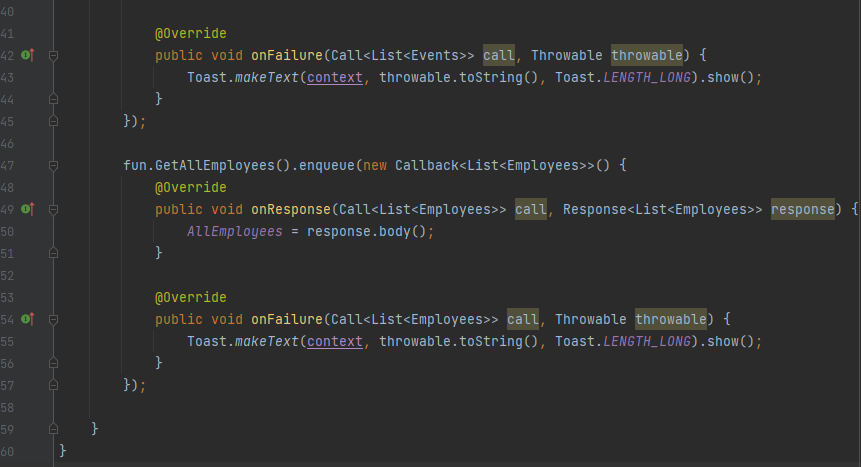 40
41 @Override
42 public void onFailure(Call<List<Events>> call, Throwable throwable) {
43 Toast.makeText(context, throwable.toString(), Toast.LENGTH_LONG).show();
44 }
45 });
46
47 fun.GetAllEmployees().enqueue(new Callback<List<Employees>>() {
48 @Override
49 public void onResponse(Call<List<Employees>> call, Response<List<Employees>> response) {
50 AllEmployees = response.body();
51 }
52
53 @Override
54 public void onFailure(Call<List<Employees>> call, Throwable throwable) {
55 Toast.makeText(context, throwable.toString(), Toast.LENGTH_LONG).show();
56 }
57 });
58
59 }
60 }